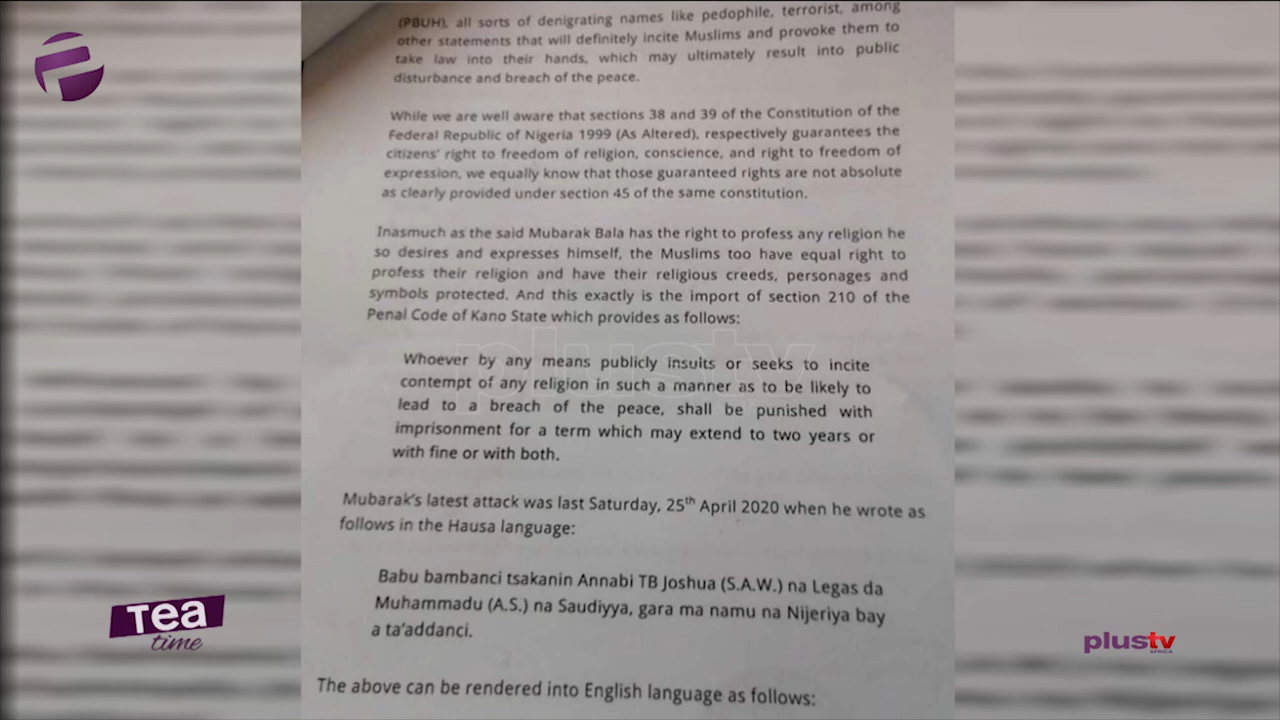 (PBUH), all sorts of denigrating names like pedophile, terrorist, among
other statements that will definitely incite Muslims and provoke them to
take law into their hands, which may ultimately result into public
disturbance and breach of the peace.
While we are well aware that sections 38 and 39 of the Constitution of the
Federal Republic of Nigeria 1999 (As Altered), respectively guarantees the
citizens' right to freedom of religion, conscience, and right to freedom of
expression, we equally know that those guaranteed rights are not absolute
as clearly provided under section 45 of the same constitution.
Inasmuch as the said Mubarak Bala has the right to profess any religion he
so desires and expresses himself, the Muslims too have equal right to
profess their religion and have their religious creeds, personages and
symbols protected. And this exactly is the import of section 210 of the
Penal Code of Kano State which provides as follows:
plustv
Whoever by any means publicly insults or seeks to incite
contempt of any religion in such a manner as to be likely to
lead to a breach of the peace, shall be punished with
imprisonment for a term which may extend to two years or
with fine or with both.
Mubarak's latest attack was last Saturday, 25th April 2020 when he wrote as
follows in the Hausa language:
Babu bambanci tsakanin Annabi TB Joshua (S.A.W.) na Legas da
Muhammadu (A.S.) na Saudiyya, gara ma namu na Nijeriya bay
a ta'addanci.
The above can be rendered into English language as follows:
Tea
time
plustv
AFRICA